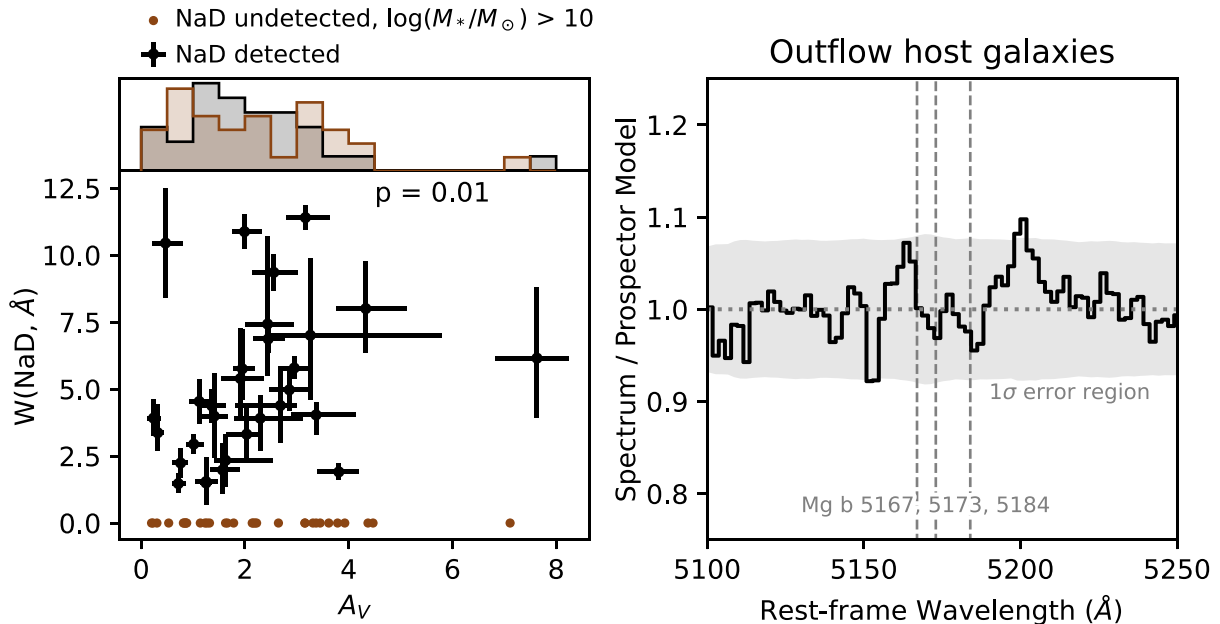 NaD undetected, log(M*/M⊙) > 10
NaD detected
p = 0.01
12.5
10.0
7.5
5.0
2.5
0.0
W(NaD, Å)
0
2
4
6
8
A_V
Outflow host galaxies
1.2
1.1
1.0
0.9
0.8
Spectrum / Prospector Model
1σ error region
Mg b 5167, 5173, 5184
5100
5150
5200
5250
Rest-frame Wavelength (Å)